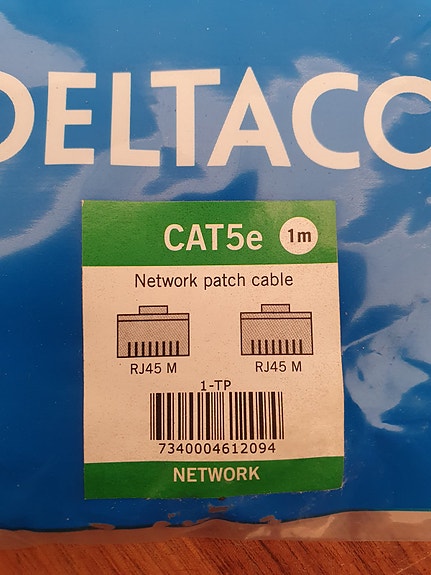 DELTACO
CAT5e 1m
Network patch cable
RJ45 M RJ45 M
1-TP
7340004612094
NETWORK